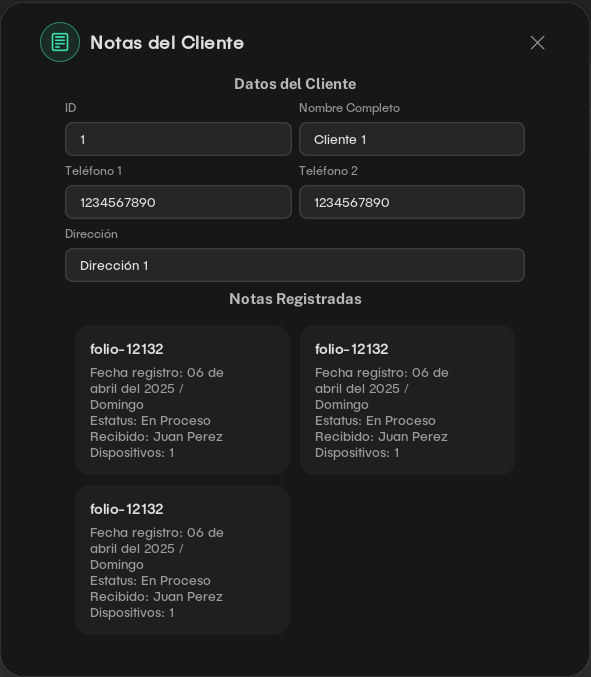 Notas del Cliente
Datos del Cliente
ID
Nombre Completo
1
Cliente 1
Teléfono 1
Teléfono 2
1234567890
1234567890
Dirección
Dirección 1
Notas Registradas
folio-12132
Fecha registro: 06 de
abril del 2025 /
Domingo
Estatus: En Proceso
Recibido: Juan Perez
Dispositivos: 1
folio-12132
Fecha registro: 06 de
abril del 2025 /
Domingo
Estatus: En Proceso
Recibido: Juan Perez
Dispositivos: 1
folio-12132
Fecha registro: 06 de
abril del 2025 /
Domingo
Estatus: En Proceso
Recibido: Juan Perez
Dispositivos: 1